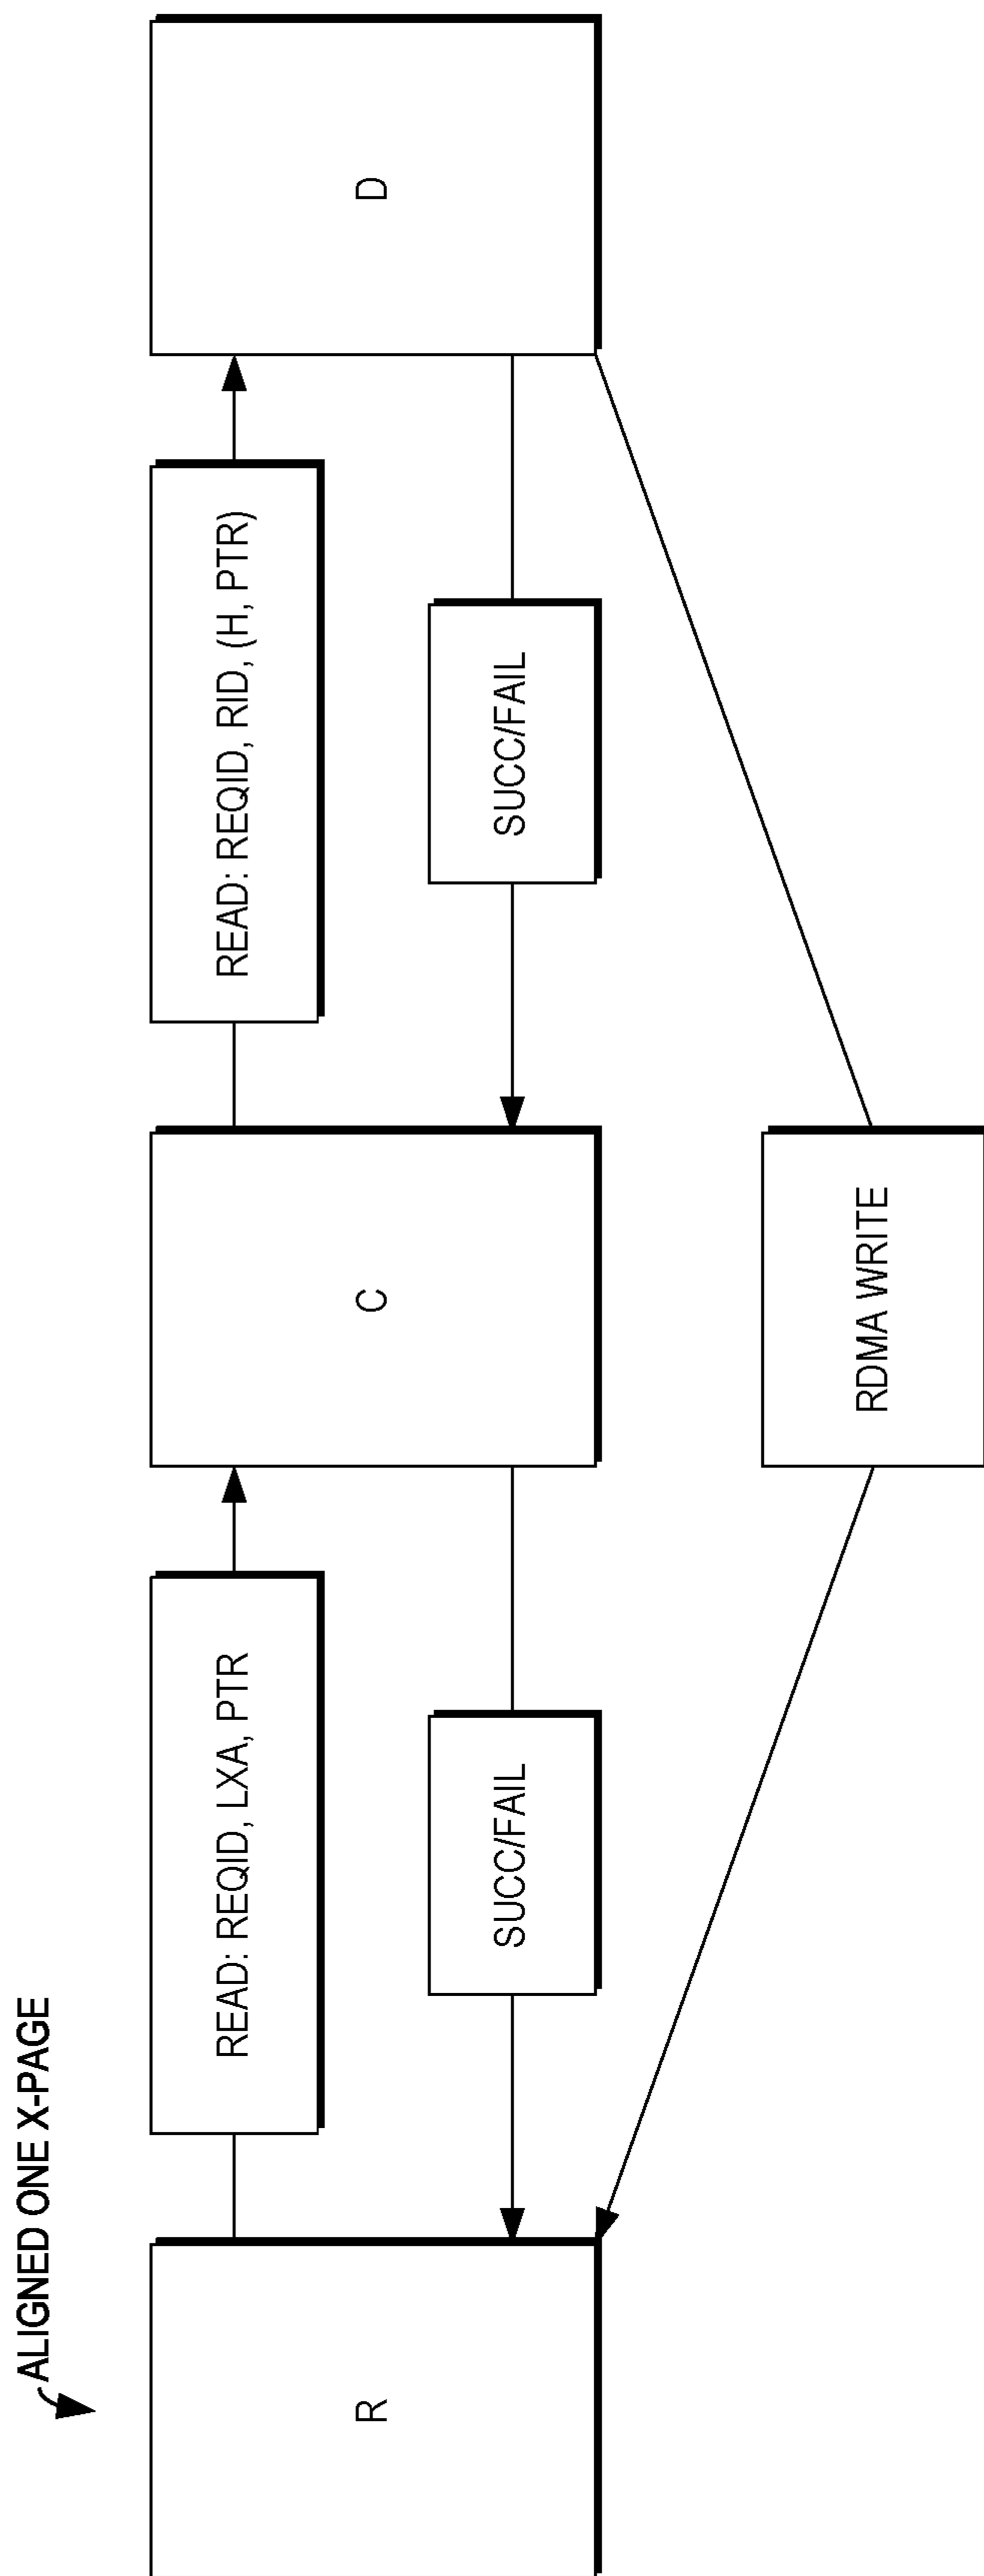 ALIGNED ONE X-PAGE
R
READ: REQID, LXA, PTR
C
READ: REQID, RID, (H, PTR)
D
SUCC/FAIL
SUCC/FAIL
RDMA WRITE